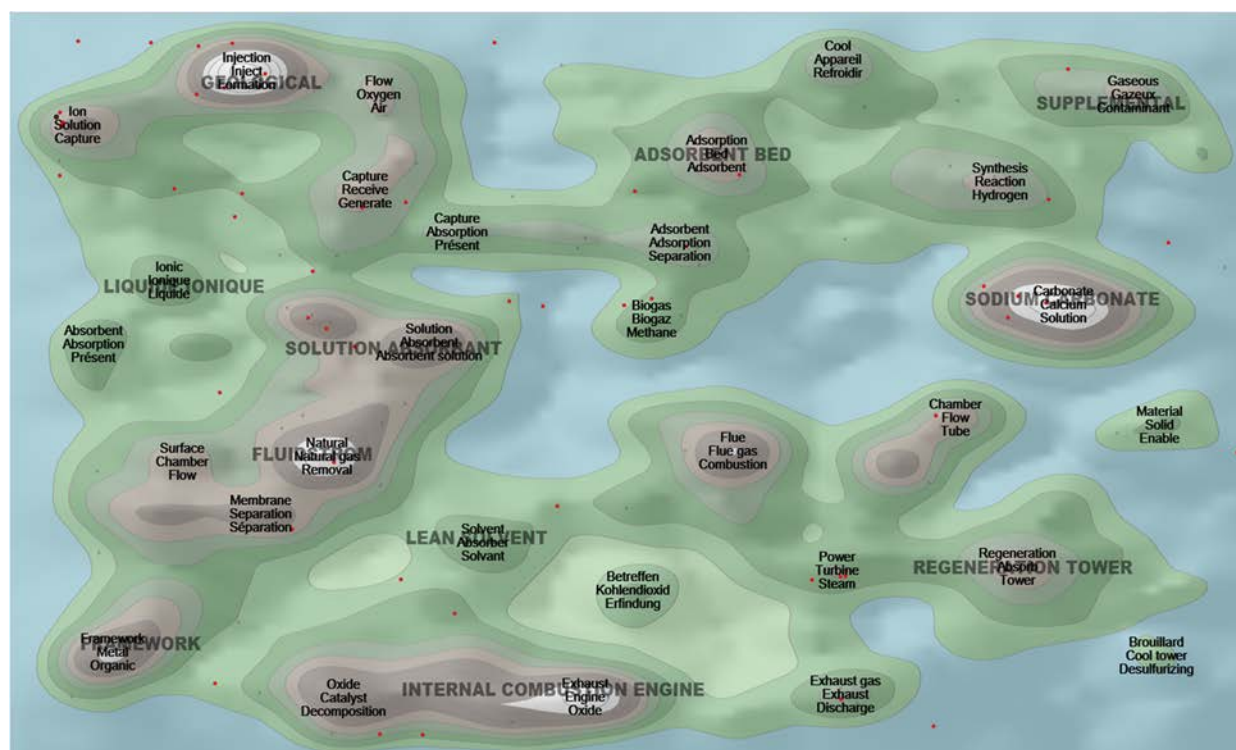 Injection
Inject
Formation
GEOLOGICAL
Flow
Oxygen
Air
Ion
Solution
Capture
Cool
Appareil
Refroidir
Gaseous
Gazeux
Contaminant
SUPPLEMENTAL
Adsorption
Bed
Adsorbent
ADSORBENT BED
Capture
Receive
Generate
Synthesis
Reaction
Hydrogen
Capture
Absorption
Présent
Adsorbent
Adsorption
Separation
Ionic
Ionique
Liquide
LIQUIDE IONIQUE
Carbonate
Calcium
Solution
SODIUM CARBONATE
Biogas
Biogaz
Methane
Absorbent
Absorption
Présent
Solution
Absorbent
Absorbent solution
SOLUTION ABSORBANT
Chamber
Flow
Tube
Material
Solid
Enable
Surface
Chamber
Flow
Natural
Natural gas
Removal
FLUID STROM
Flue
Flue gas
Combustion
Membrane
Separation
Séparation
Solvent
Absorber
Solvant
LEAN SOLVENT
Power
Turbine
Steam
Regeneration
Absorb
Tower
REGENERATION TOWER
Betreffen
Kohlendioxid
Erfindung
Framework
Metal
Organic
FRAMEWORK
Brouillard
Cool tower
Desulfurizing
Oxide
Catalyst
Decomposition
INTERNAL COMBUSTION ENGINE
Exhaust
Engine
Oxide
Exhaust gas
Exhaust
Discharge